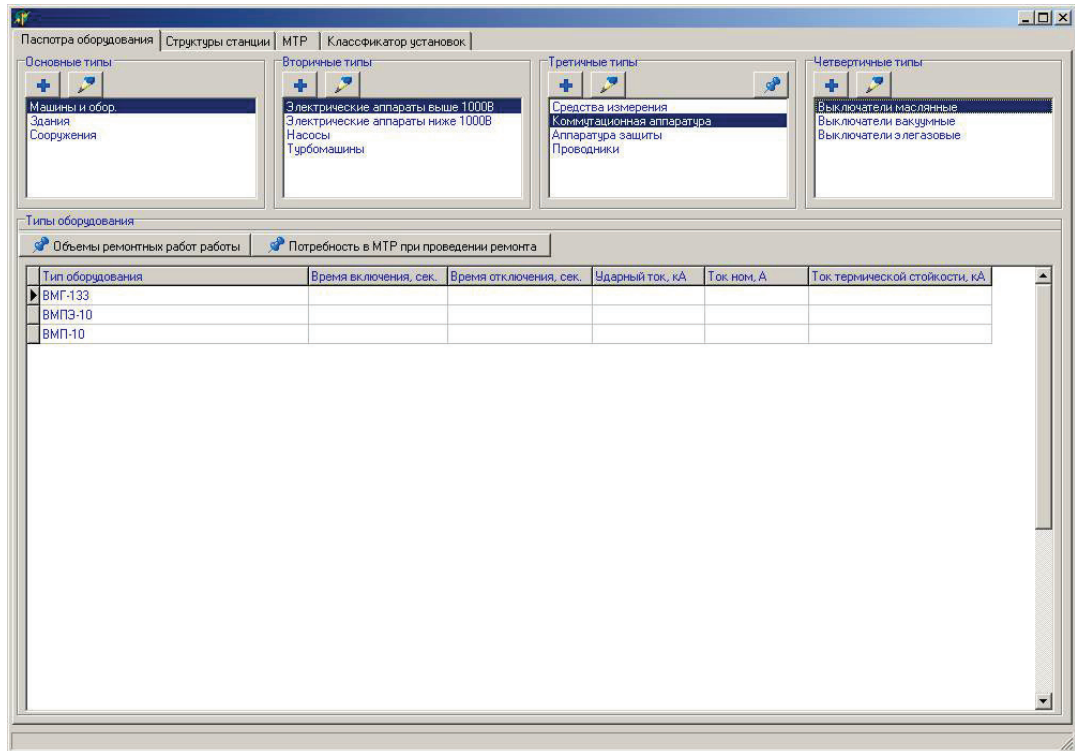 Паспотра оборудования Структуры станции МТР Классфикатор установок
Основные типы
Машины и обор.
Здания
Сооружения
Вторичные типы
Электрические аппараты выше 1000В
Электрические аппараты ниже 1000В
Насосы
Турбомашины
Третичные типы
Средства измерения
Коммутационная аппаратура
Аппаратура защиты
Проводники
Четвертичные типы
Выключатели маслянные
Выключатели вакуумные
Выключатели элегазовые
Типы оборудования
Объемы ремонтных работ работы Потребность в МТР при проведении ремонта
Тип оборудования Время включения, сек. Время отключения, сек. Ударный ток, кА Ток ном, А Ток термической стойкости, кА
ВМГ-133
ВМПЭ-10
ВМП-10